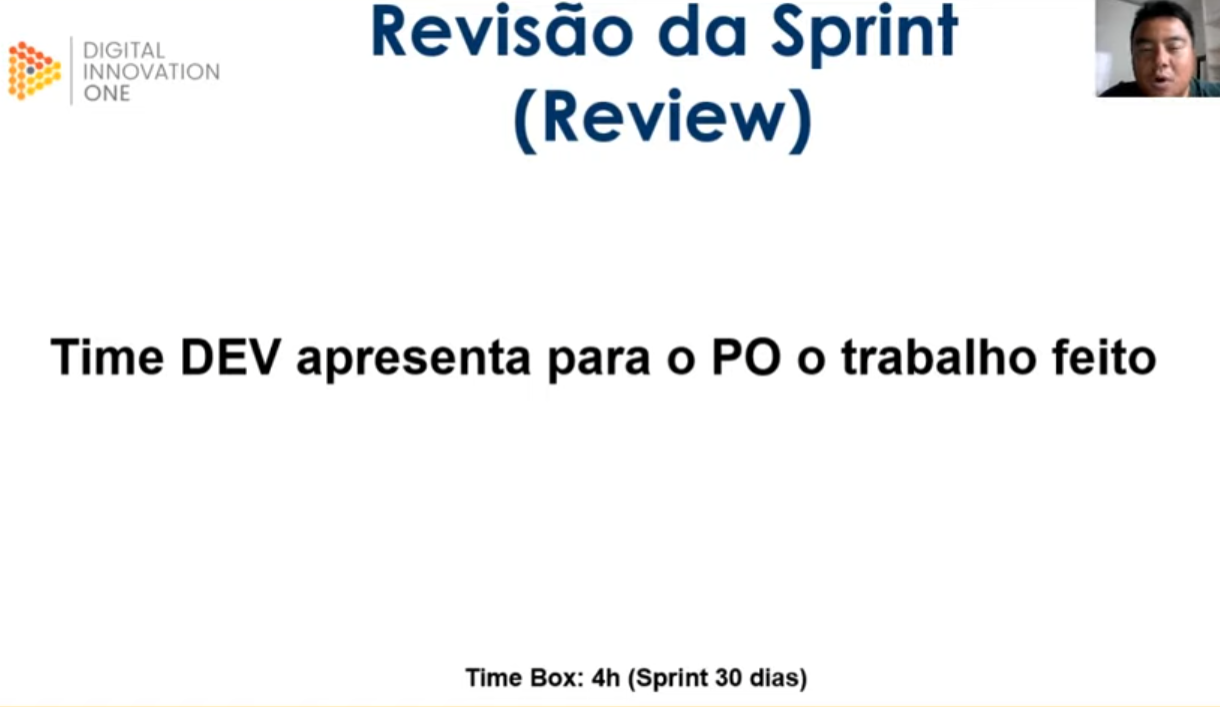 DIGITAL
INNOVATION
ONE
Revisão da Sprint
(Review)
Time DEV apresenta para o PO o trabalho feito
Time Box: 4h (Sprint 30 dias)